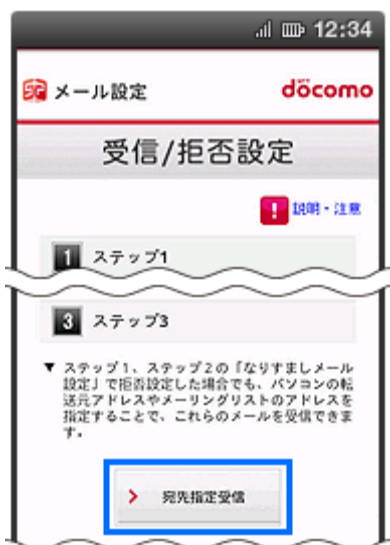 12:34
メール設定
döcomo
受信/拒否設定
! 説明・注意
1 ステップ1
3 ステップ3
▼ ステップ1、ステップ2の「なりすましメール
設定」で拒否設定した場合でも、パソコンの転
送元アドレスやメーリングリストのアドレスを
指定することで、これらのメールを受信できま
す。
宛先指定受信